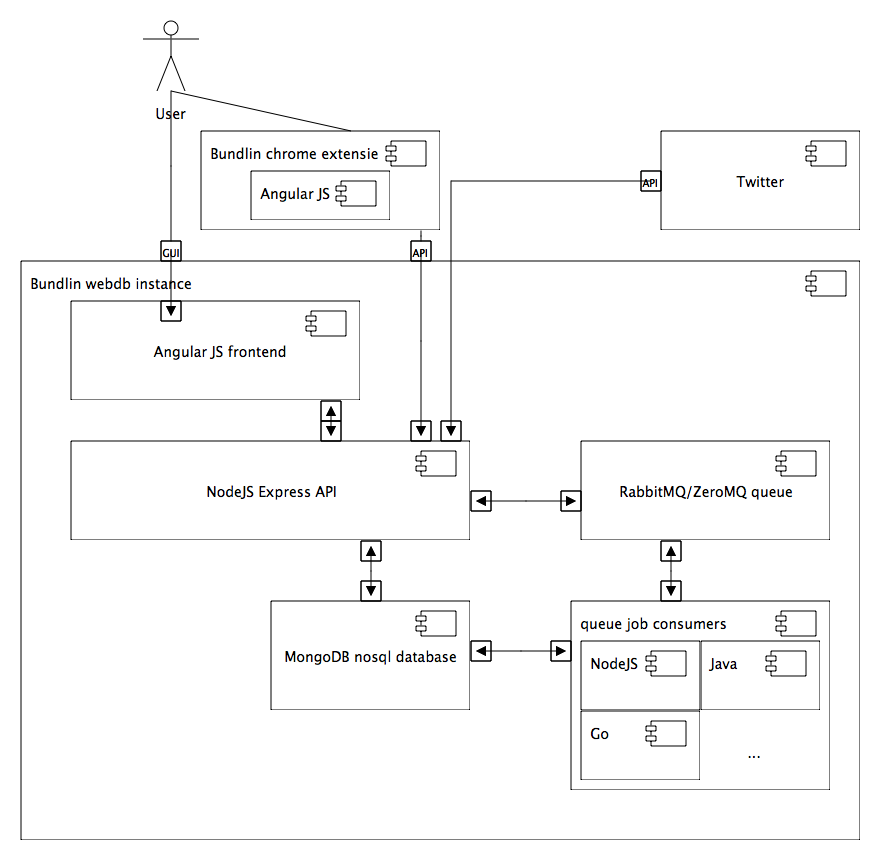 User
Bundlin chrome extensie
Angular JS
Twitter
API
GUI
API
Bundlin webdb instance
Angular JS frontend
NodeJS Express API
RabbitMQ/ZeroMQ queue
MongoDB nosql database
queue job consumers
NodeJS
Java
Go
...